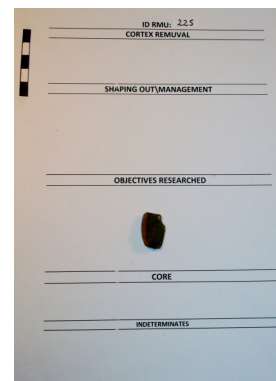 ID RMU: 225
CORTEX REMUVAL
SHAPING OUT\MANAGEMENT
OBJECTIVES RESEARCHED
CORE
INDETERMINATES